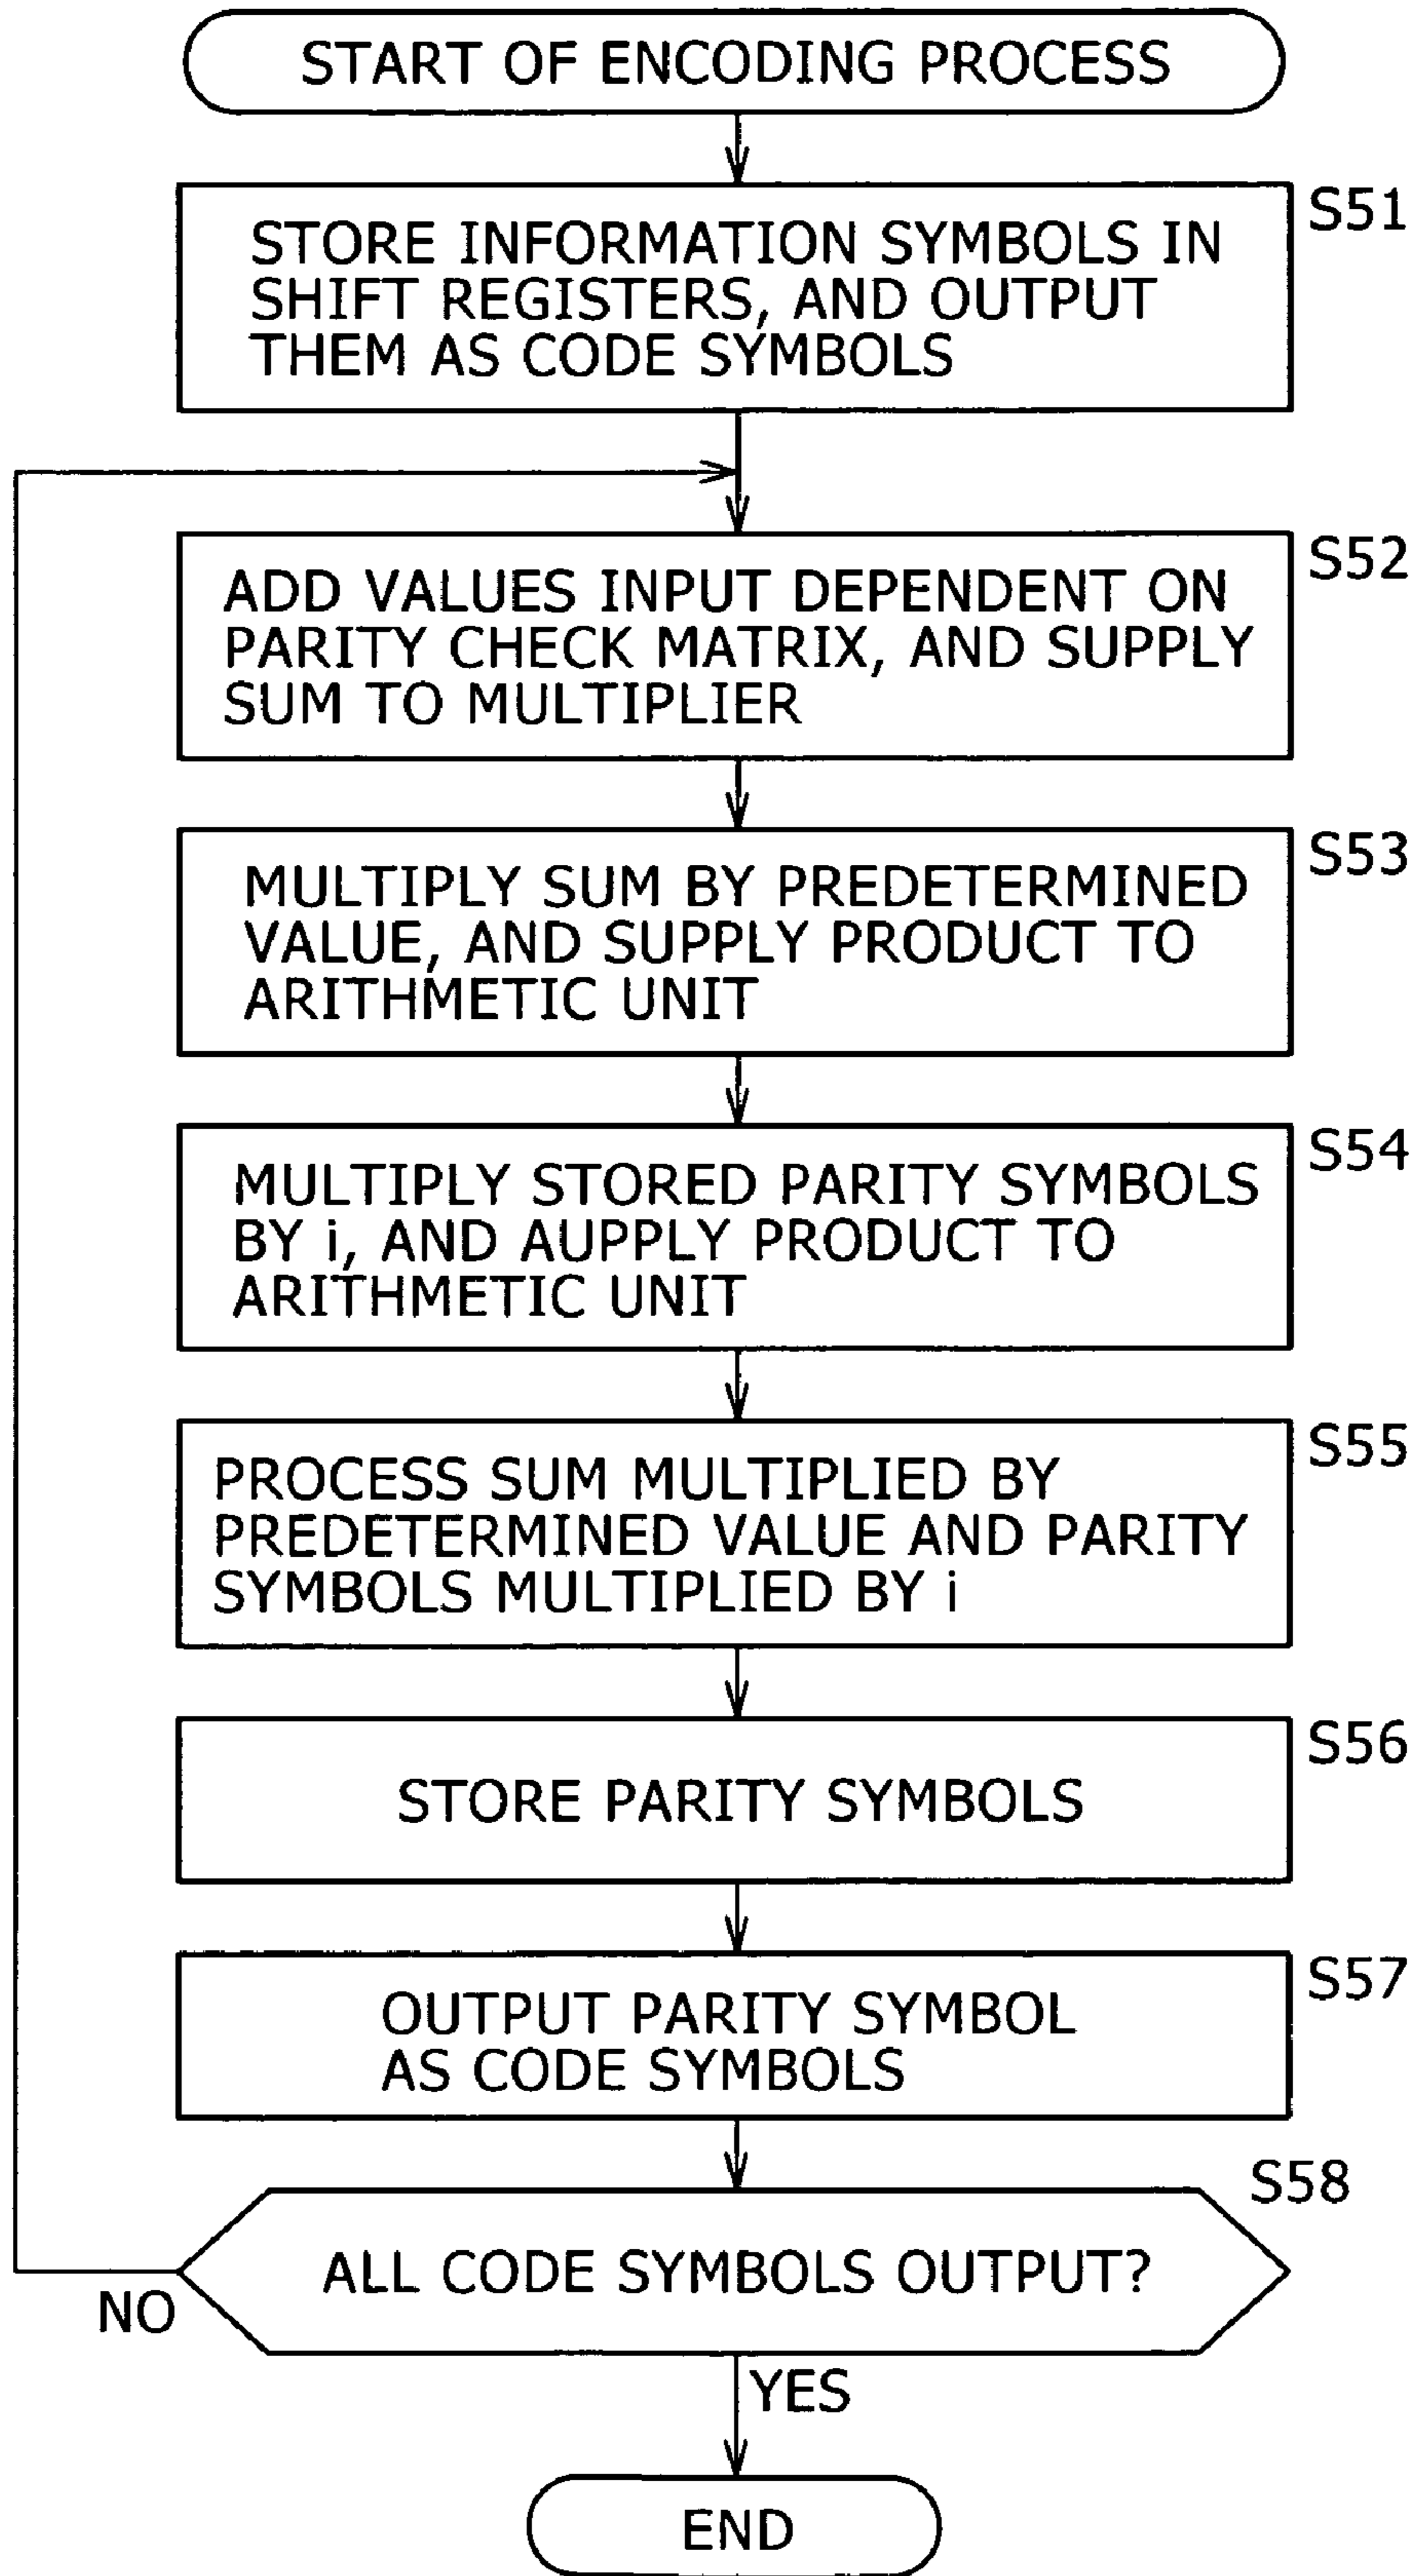 START OF ENCODING PROCESS
S51
STORE INFORMATION SYMBOLS IN
SHIFT REGISTERS, AND OUTPUT
THEM AS CODE SYMBOLS
S52
ADD VALUES INPUT DEPENDENT ON
PARITY CHECK MATRIX, AND SUPPLY
SUM TO MULTIPLIER
S53
MULTIPLY SUM BY PREDETERMINED
VALUE, AND SUPPLY PRODUCT TO
ARITHMETIC UNIT
S54
MULTIPLY STORED PARITY SYMBOLS
BY i, AND AUPPLY PRODUCT TO
ARITHMETIC UNIT
S55
PROCESS SUM MULTIPLIED BY
PREDETERMINED VALUE AND PARITY
SYMBOLS MULTIPLIED BY i
S56
STORE PARITY SYMBOLS
S57
OUTPUT PARITY SYMBOL
AS CODE SYMBOLS
S58
ALL CODE SYMBOLS OUTPUT?
NO
YES
END